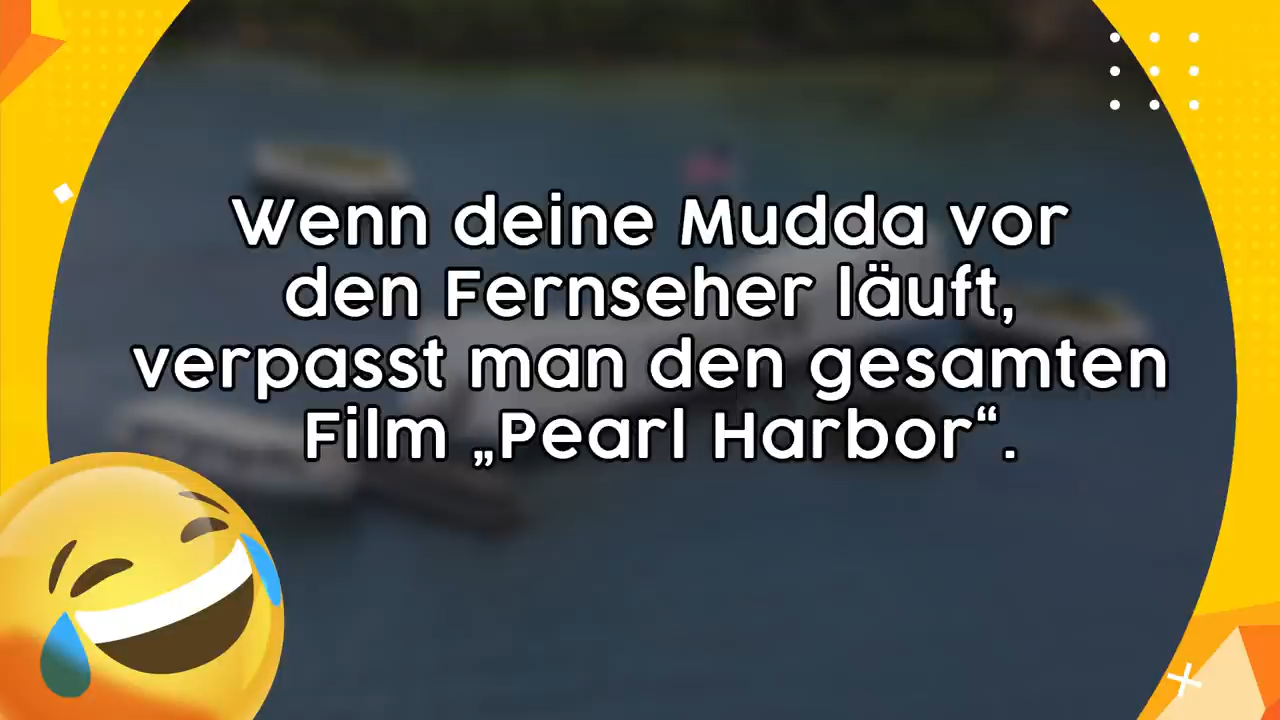 Wenn deine Mudda vor
den Fernseher läuft,
verpasst man den gesamten
Film „Pearl Harbor“.